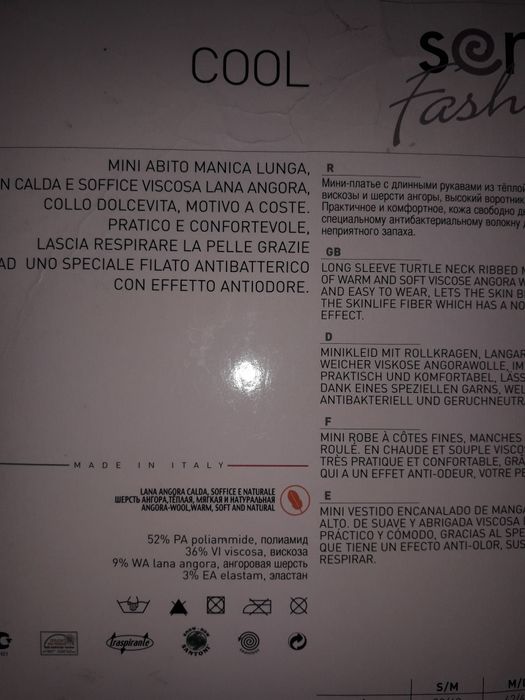 COOL
Fash
MINI ABITO MANICA LUNGA,
N CALDA E SOFFICE VISCOSA LANA ANGORA,
COLLO DOLCEVITA, MOTIVO A COSTE.
PRATICO E CONFORTEVOLE,
LASCIA RESPIRARE LA PELLE GRAZIE
AD UNO SPECIALE FILATO ANTIBATTERICO
CON EFFETTO ANTIODORE.
MADE IN ITALY
LANA ANGORA CALDA, SOFFICE E NATURALE
ШЕРСТЬ АНГОРА, ТЁПЛАЯ, МЯГКАЯ И НАТУРАЛЬНАЯ
ANGORA-WOOL, WARM, SOFT AND NATURAL
52% PA poliammide, полиамид
36% VI viscosa, вискоза
9% WA lana angora, ангоровая шерсть
3% EA elastam, эластан
traspirante
SANTONI
R
Мини-платье с длинными рукавами из тёплой
вискозы и шерсти ангоры, высокий воротник
Практичное и комфортное, кожа свободно
специальному антибактериальному волокну
неприятного запаха.
GB
LONG SLEEVE TURTLE NECK RIBBED
OF WARM AND SOFT VISCOSE ANGORA W
AND EASY TO WEAR, LETS THE SKIN B
THE SKINLIFE FIBER WHICH HAS A NO
EFFECT.
D
MINIKLEID MIT ROLLKRAGEN, LANGAR
WEICHER VISKOSE ANGORAWOLLE, IM
PRAKTISCH UND KOMFORTABEL, LÄSS
DANK EINES SPEZIELLEN GARNS, WEL
ANTIBAKTERIELL UND GERUCHNEUTRA
F
MINI ROBE À CÔTES FINES, MANCHES
ROULÉ. EN CHAUDE ET SOUPLE VISCO
TRÈS PRATIQUE ET CONFORTABLE, GRÂ
QUI A UN EFFET ANTI-ODEUR, VOTRE PE
E
MINI VESTIDO ENCANALADO DE MANGA
ALTO. DE SUAVE Y ABRIGADA VISCOSA
PRÁCTICO Y CÓMODO, GRACIAS AL SPE
QUE TIENE UN EFECTO ANTI-OLOR, SUS
RESPIRAR.
S/M
M/